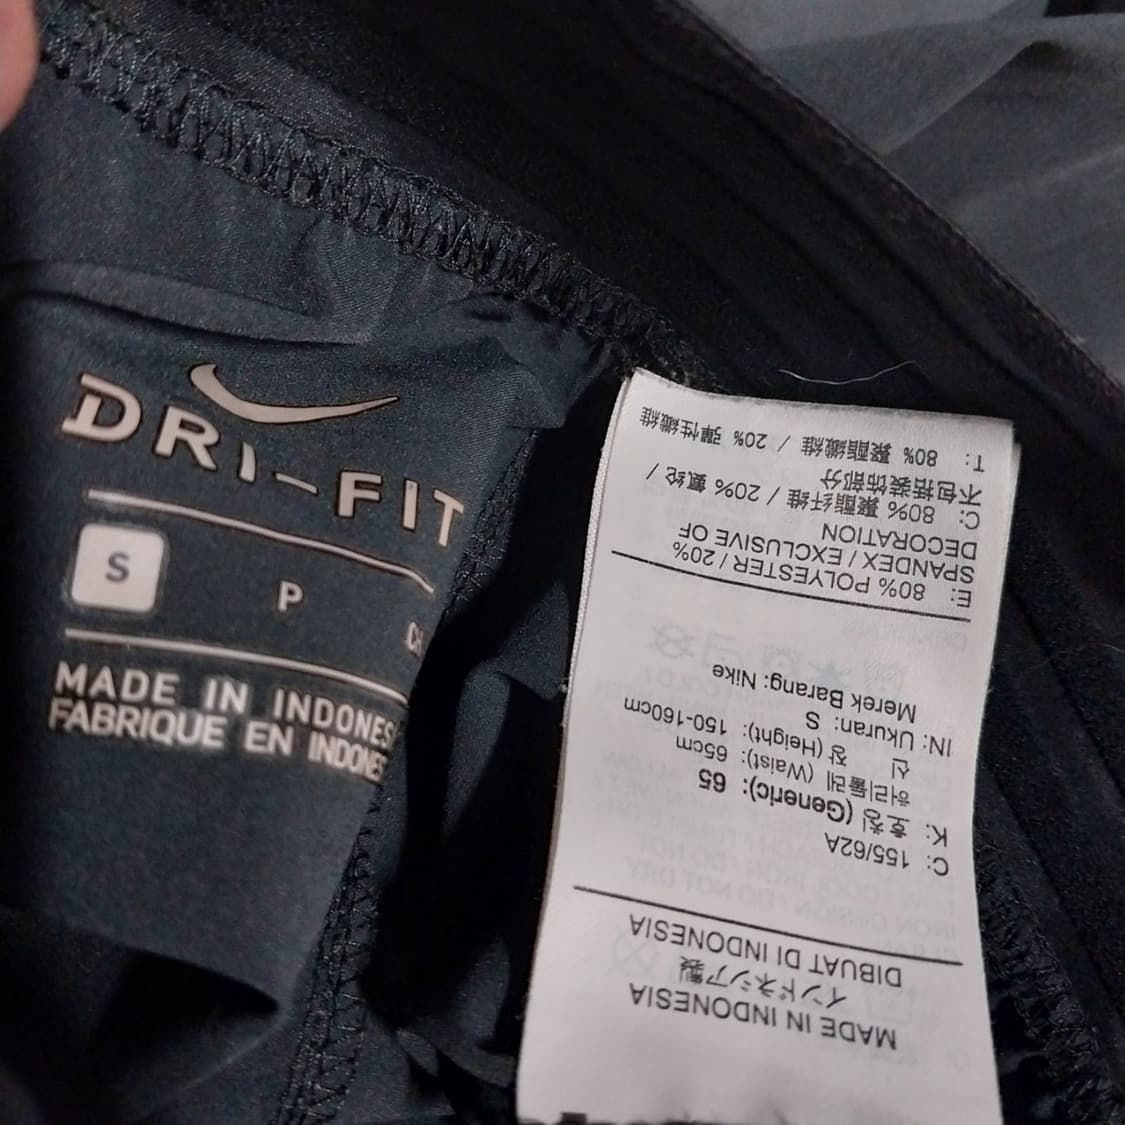 DRI-FIT
S P
MADE IN INDONES
FABRIQUE EN INDONES
MADE IN INDONESIA
インドネシア製
DIBUAT DI INDONESIA
C: 155/62A
K: 호칭 (Generic): 65
허리둘레 (Waist): 65cm
신 장 (Height): 150-160cm
IN: Ukuran: S
Merek Barang: Nike
E: 80% POLYESTER / 20%
SPANDEX / EXCLUSIVE OF
DECORATION
C: 80% 聚酯纤维 / 20% 氨纶 /
不包括装饰部分
T: 80% 聚酯纖維 / 20% 彈性纖維